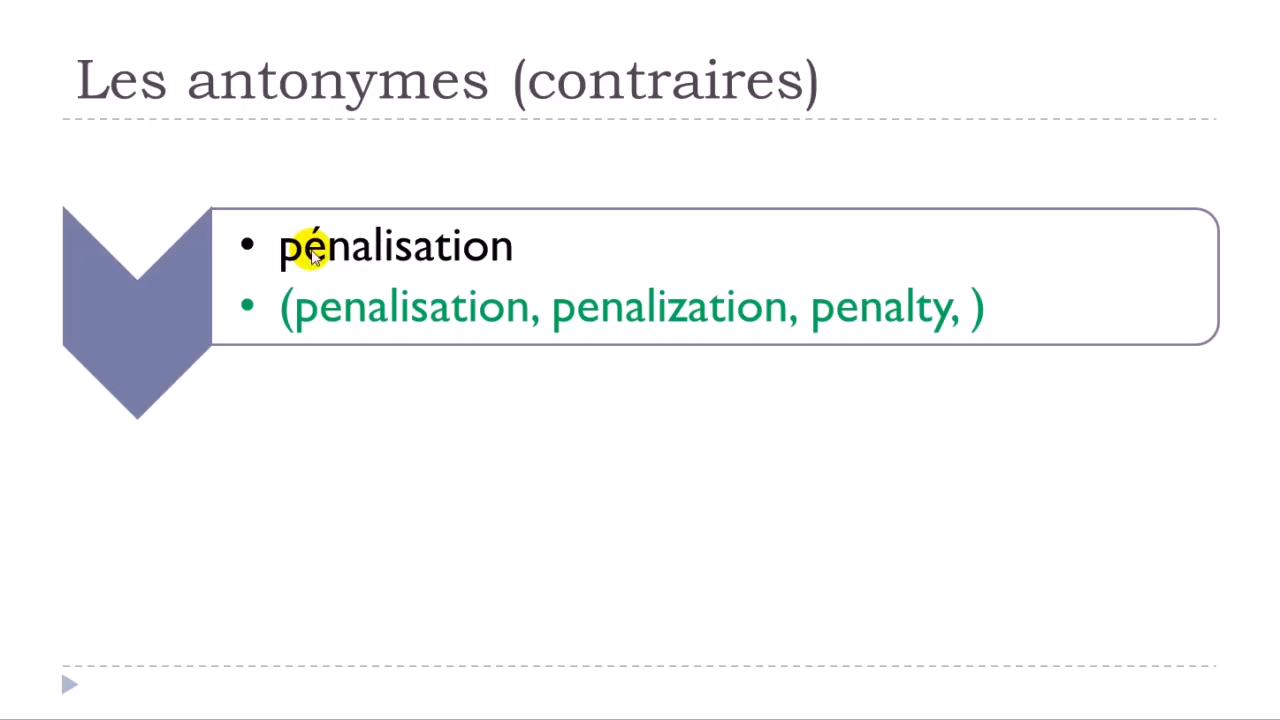 Les antonymes (contraires)
• pénalisation
• (penalisation, penalization, penalty, )